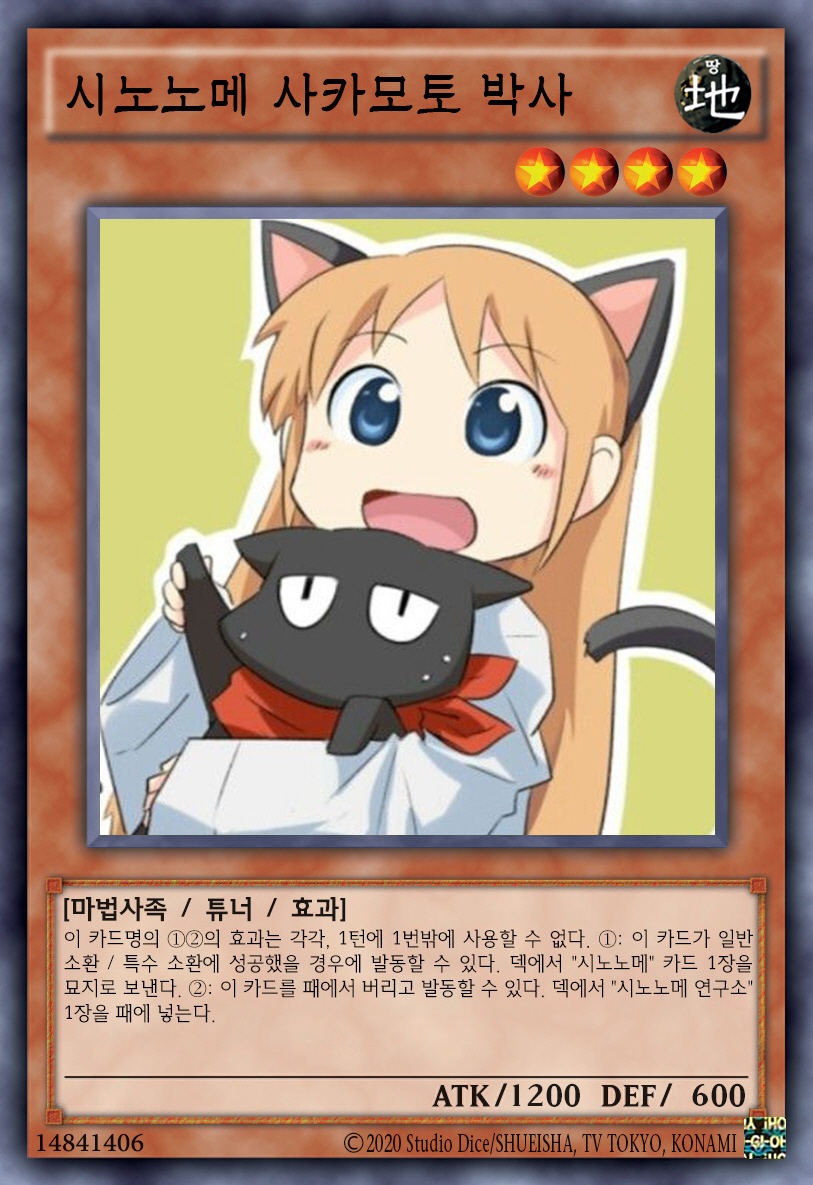 시노노메 사카모토 박사
땅
地
[마법사족 / 튜너 / 효과]
이 카드명의 ①②의 효과는 각각, 1턴에 1번밖에 사용할 수 없다. ①: 이 카드가 일반
소환 / 특수 소환에 성공했을 경우에 발동할 수 있다. 덱에서 "시노노메" 카드 1장을
묘지로 보낸다. ②: 이 카드를 패에서 버리고 발동할 수 있다. 덱에서 "시노노메 연구소"
1장을 패에 넣는다.
ATK/1200 DEF/ 600
14841406 ©2020 Studio Dice/SHUEISHA, TV TOKYO, KONAMI